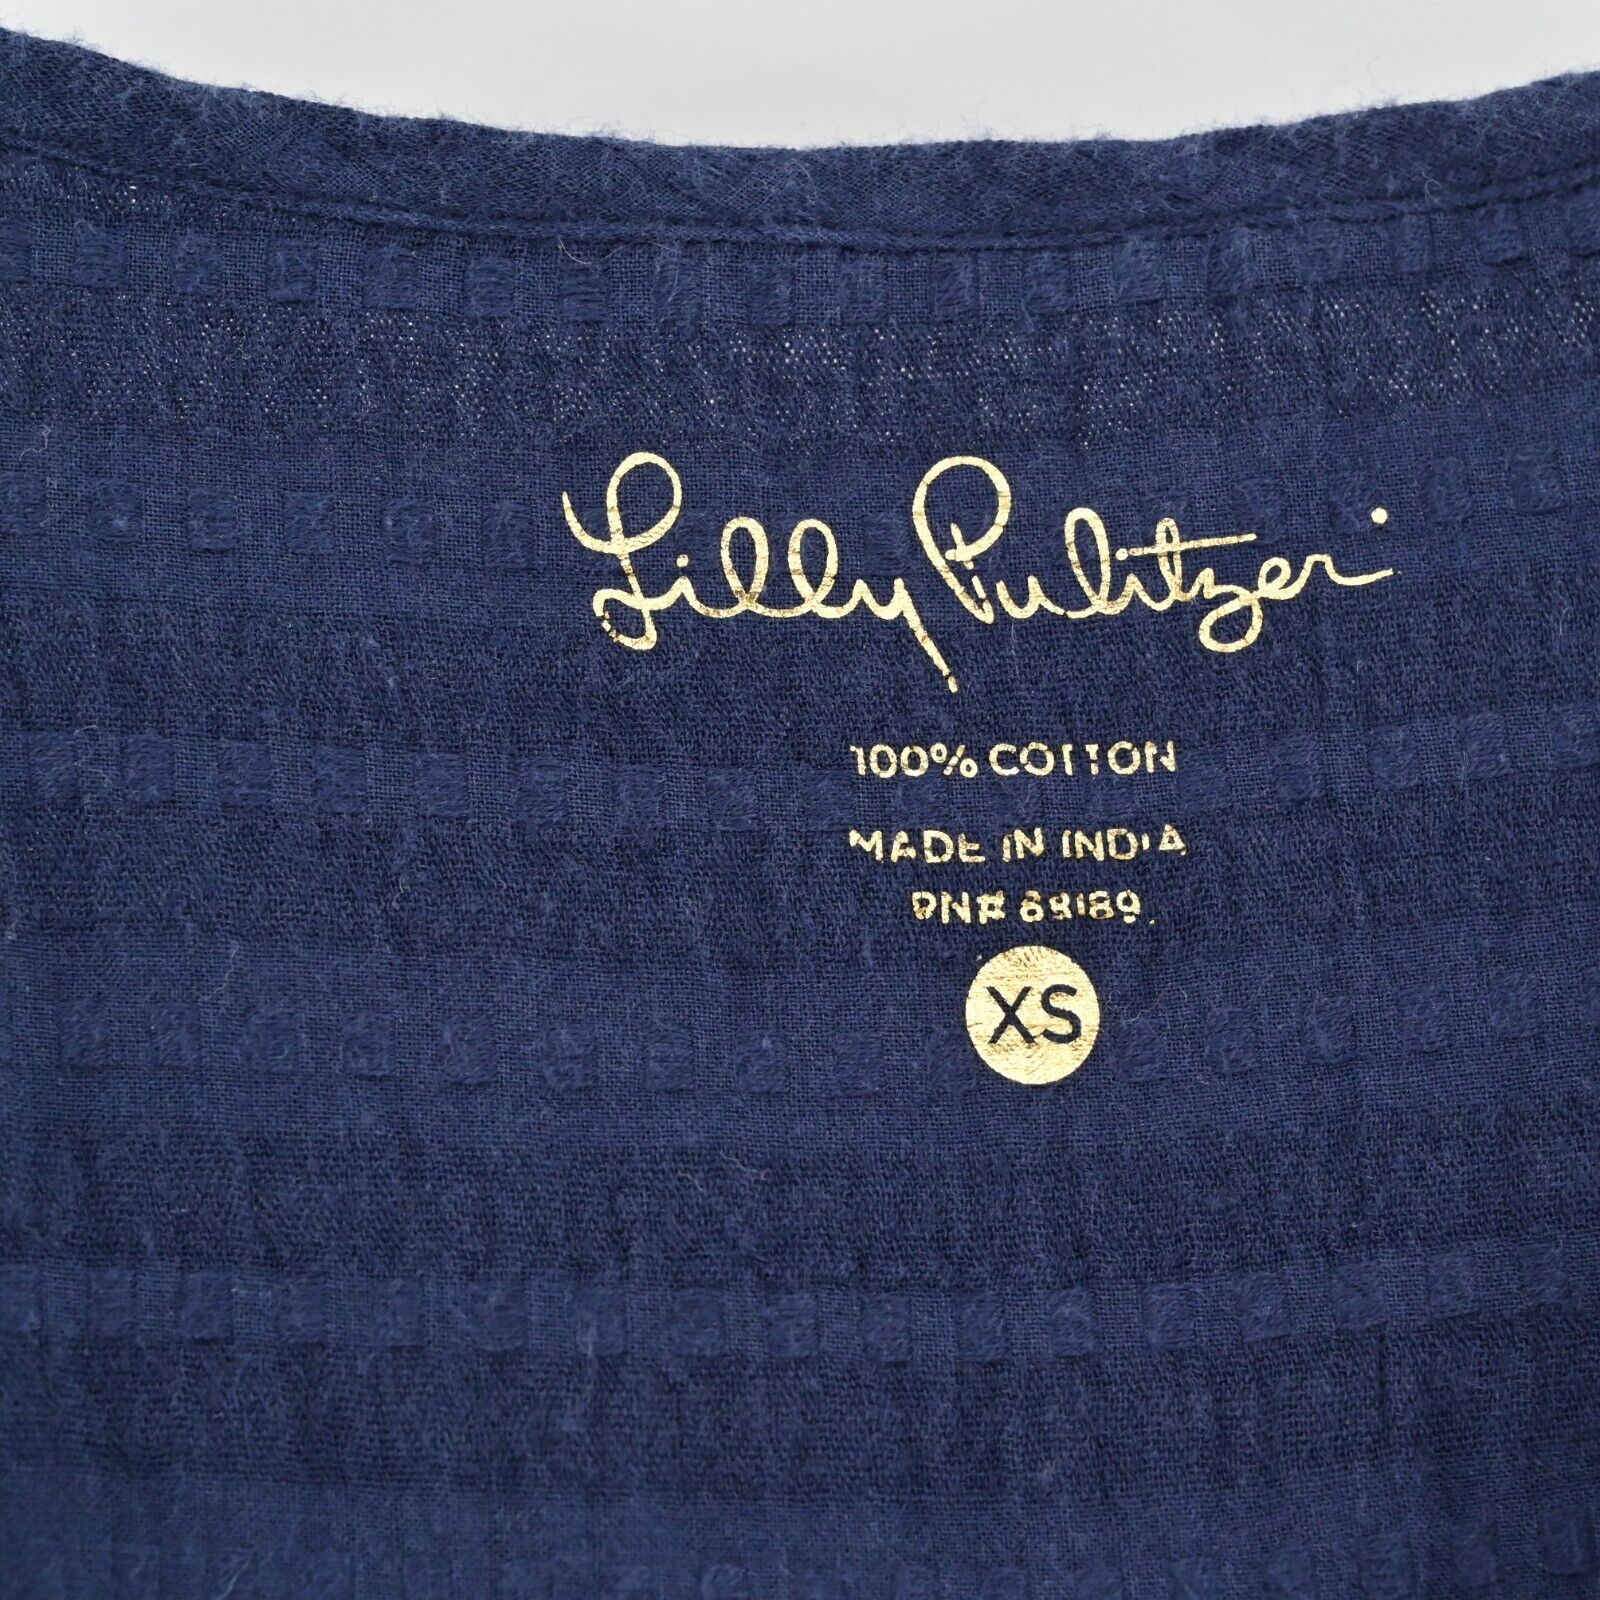 Lilly Pulitzer
100% COTTON
MADE IN INDIA
RN# 68189
XS